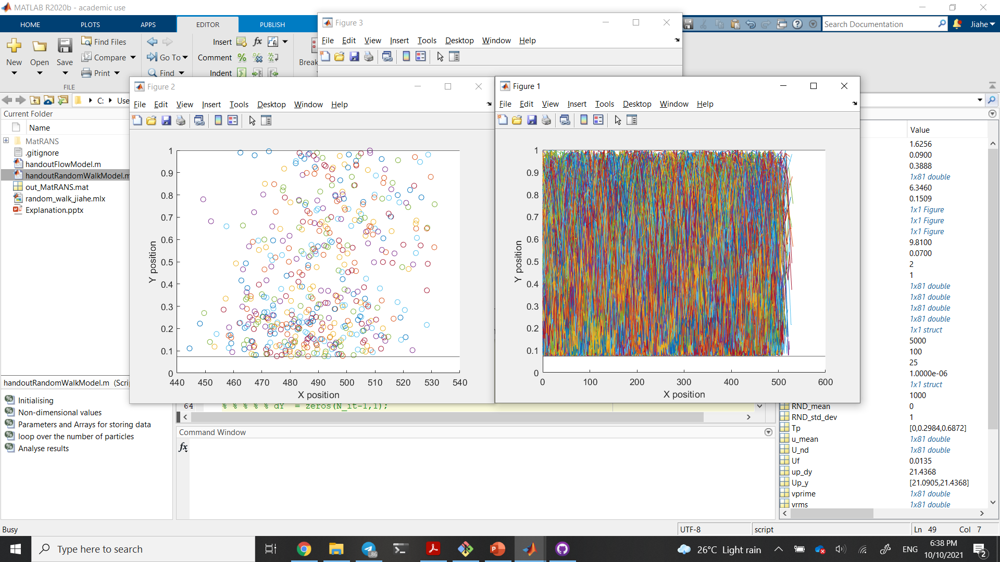 MATLAB R2020b - academic use
HOME PLOTS APPS EDITOR PUBLISH
Search Documentation
Jiahe
New
Open
Save
Find Files
Compare
Print
FILE
Go To
Find
Insert
Comment
Indent
fx
Figure 3
File Edit View Insert Tools Desktop Window Help
C: Use
Current Folder
Name
MatRANS
.gitignore
handoutFlowModel.m
handoutRandomWalkModel.m
out_MatRANS.mat
random_walk_jiahe.mlx
Explanation.pptx
handoutRandomWalkModel.m
Initialising
Non-dimensional values
Parameters and Arrays for storing data
loop over the number of particles
Analyse results
Figure 2
File Edit View Insert Tools Desktop Window Help
1
0.9
0.8
0.7
0.6
0.5
0.4
0.3
0.2
0.1
0
Y position
440 450 460 470 480 490 500 510 520 530 540
X position
Figure 1
File Edit View Insert Tools Desktop Window Help
1
0.9
0.8
0.7
0.6
0.5
0.4
0.3
0.2
0.1
0
Y position
0 100 200 300 400 500 600
X position
64 % % % % % dY = zeros(N_it-1,1);
Command Window
fx
Value
1.6256
0.0900
0.3888
1x81 double
6.3460
0.1509
1x1 Figure
1x1 Figure
1x1 Figure
9.8100
0.0700
2
1
1x81 double
1x81 double
1x81 double
1x81 double
1x1 struct
5000
100
25
1.0000e-06
1x1 struct
1000
RND_mean 0
RND_std_dev 1
Tp [0,0.2984,0.6872]
u_mean 1x81 double
U_nd 1x81 double
Uf 0.0135
up_dy 21.4368
Up_y [21.0905,21.4368]
vprime 1x81 double
vrms 1x81 double
Busy
UTF-8
script
Ln 49 Col 7
Type here to search
86
26°C Light rain
ENG
6:38 PM
10/10/2021
2